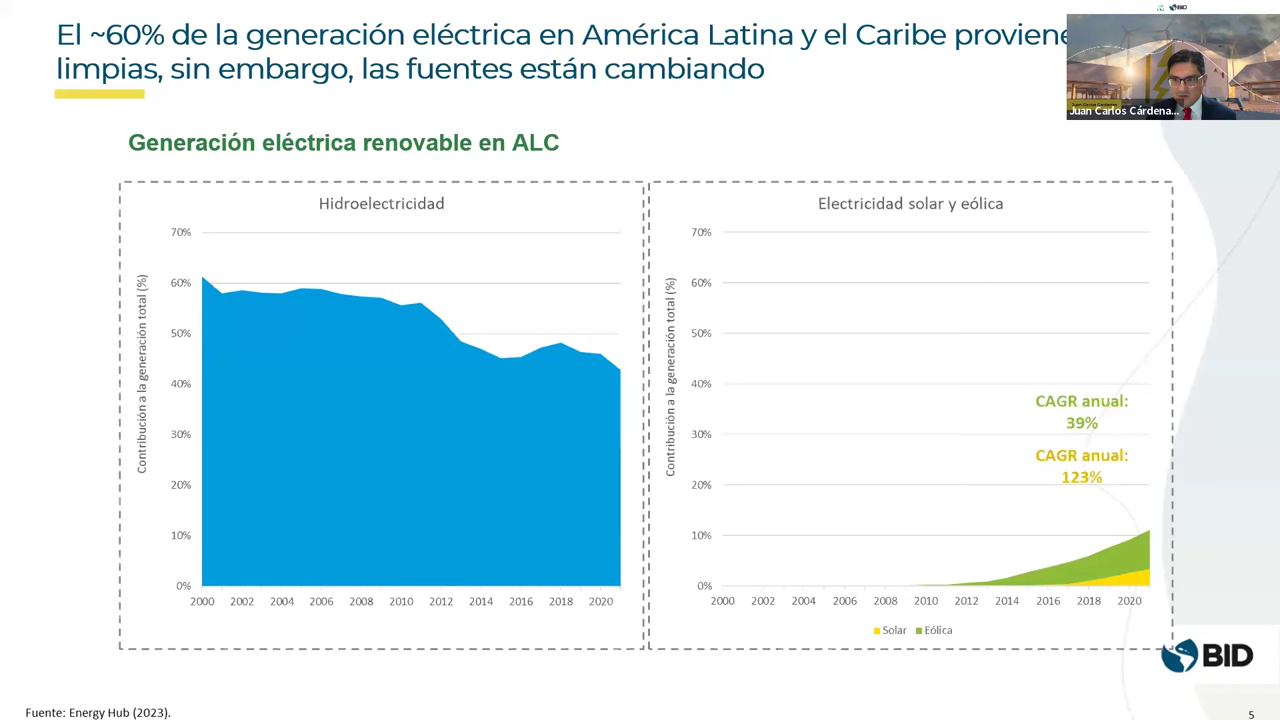 El ~60% de la generación eléctrica en América Latina y el Caribe proviene
limpias, sin embargo, las fuentes están cambiando
BID
Juan Carlos Cárdena...
Generación eléctrica renovable en ALC
Hidroelectricidad
Contribución a la generación total (%)
70%
60%
50%
40%
30%
20%
10%
0%
2000 2002 2004 2006 2008 2010 2012 2014 2016 2018 2020
Electricidad solar y eólica
Contribución a la generación total (%)
70%
60%
50%
40%
30%
20%
10%
0%
CAGR anual:
39%
CAGR anual:
123%
2000 2002 2004 2006 2008 2010 2012 2014 2016 2018 2020
Solar Eólica
BID
Fuente: Energy Hub (2023).
5